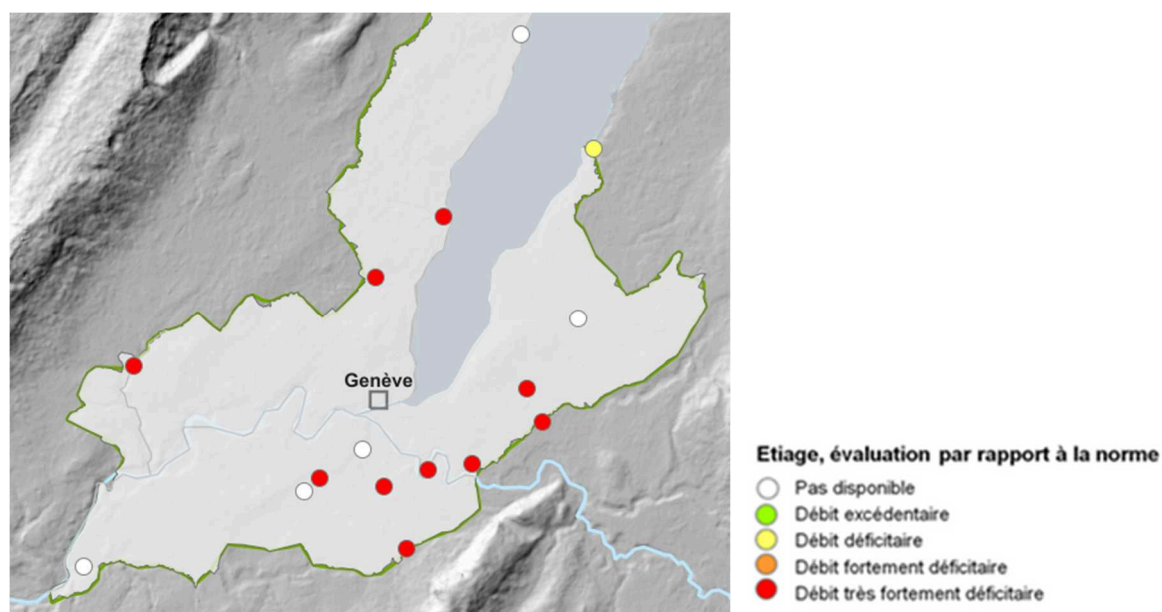 Genève
Etiage, évaluation par rapport à la norme
Pas disponible
Débit excédentaire
Débit déficitaire
Débit fortement déficitaire
Débit très fortement déficitaire